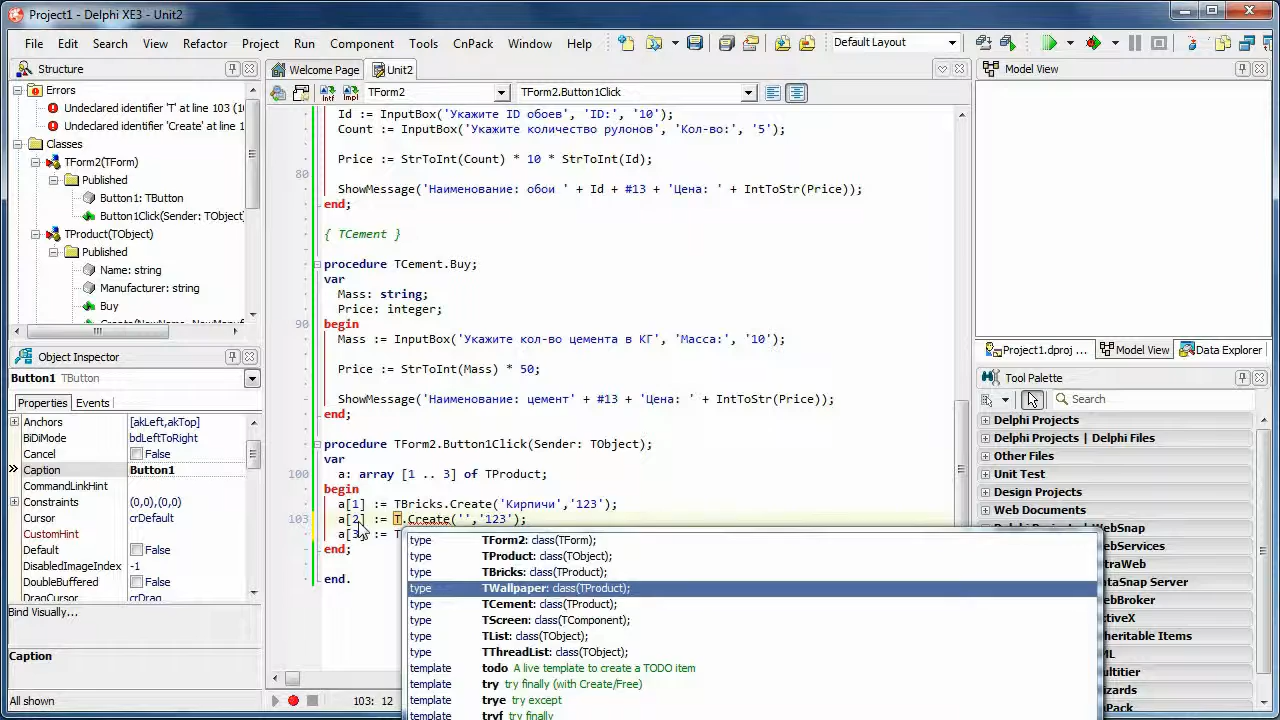 Project1 - Delphi XE3 - Unit2
File Edit Search View Refactor Project Run Component Tools CnPack Window Help Default Layout
Structure
Errors
Undeclared identifier 'T' at line 103 (10
Undeclared identifier 'Create' at line 1
Classes
TForm2(TForm)
Published
Button1: TButton
Button1Click(Sender: TObject)
TProduct(TObject)
Published
Name: string
Manufacturer: string
Buy
Object Inspector
Button1 TButton
Properties Events
Anchors [akLeft,akTop]
BiDiMode bdLeftToRight
Cancel False
Caption Button1
CommandLinkHint
Constraints (0,0),(0,0)
Cursor crDefault
CustomHint
Default False
DisabledImageIndex -1
DoubleBuffered False
DragCursor crDrag
Bind Visually...
Caption
All shown
Welcome Page Unit2
TForm2 TForm2.Button1Click
Id := InputBox('Укажите ID обоев', 'ID:', '10');
Count := InputBox('Укажите количество рулонов', 'Кол-во:', '5');
Price := StrToInt(Count) * 10 * StrToInt(Id);
80
ShowMessage('Наименование: обои ' + Id + #13 + 'Цена: ' + IntToStr(Price));
end;
{ TCement }
procedure TCement.Buy;
var
Mass: string;
Price: integer;
90 begin
Mass := InputBox('Укажите кол-во цемента в КГ', 'Масса:', '10');
Price := StrToInt(Mass) * 50;
ShowMessage('Наименование: цемент' + #13 + 'Цена: ' + IntToStr(Price));
end;
procedure TForm2.Button1Click(Sender: TObject);
var
100 a: array [1 .. 3] of TProduct;
begin
a[1] := TBricks.Create('Кирпичи','123');
103 a[2] := T.Create('','123');
a[3] := T
end;
end.
type TForm2: class(TForm);
type TProduct: class(TObject);
type TBricks: class(TProduct);
type TWallpaper: class(TProduct);
type TCement: class(TProduct);
type TScreen: class(TComponent);
type TList: class(TObject);
type TThreadList: class(TObject);
template todo A live template to create a TODO item
template try try finally (with Create/Free)
template trye try except
template tryf try finally
103: 12
Model View
Project1.dproj ... Model View Data Explorer
Tool Palette
Search
Delphi Projects
Delphi Projects | Delphi Files
Other Files
Unit Test
Design Projects
Web Documents
WebSnap